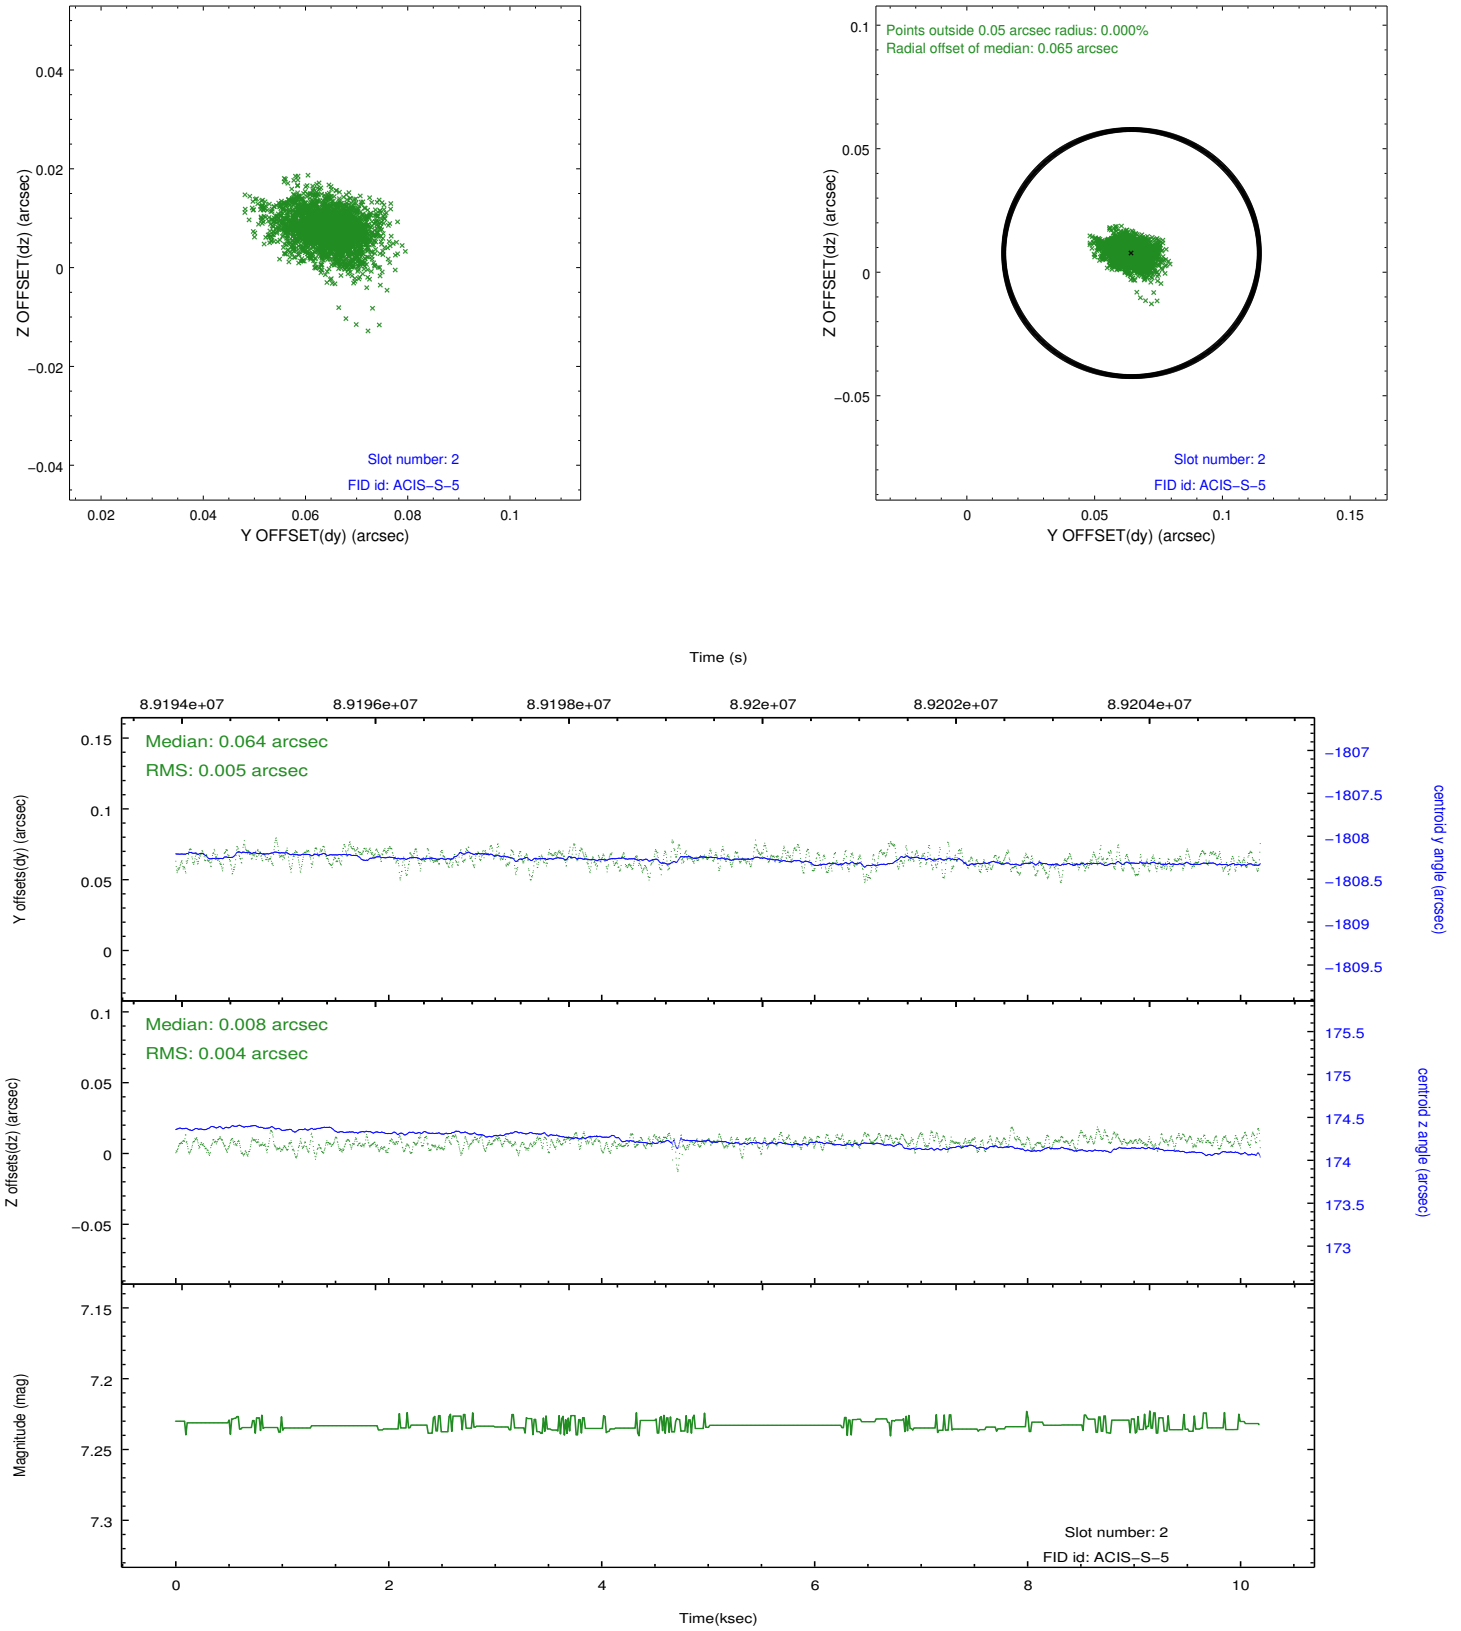 0.04
0.02
0
−0.02
−0.04
Z OFFSET(dz) (arcsec)
Slot number: 2
FID id: ACIS−S−5
0.02
0.04
0.06
0.08
0.1
Y OFFSET(dy) (arcsec)
Points outside 0.05 arcsec radius: 0.000%
Radial offset of median: 0.065 arcsec
0.1
0.05
0
−0.05
Z OFFSET(dz) (arcsec)
Slot number: 2
FID id: ACIS−S−5
0
0.05
0.1
0.15
Y OFFSET(dy) (arcsec)
Time (s)
8.9194e+07
8.9196e+07
8.9198e+07
8.92e+07
8.9202e+07
8.9204e+07
Median: 0.064 arcsec
RMS: 0.005 arcsec
0.15
0.1
0.05
0
Y offsets(dy) (arcsec)
−1807
−1807.5
−1808
−1808.5
−1809
−1809.5
centroid y angle (arcsec)
Median: 0.008 arcsec
RMS: 0.004 arcsec
0.1
0.05
0
−0.05
Z offsets(dz) (arcsec)
175.5
175
174.5
174
173.5
173
centroid z angle (arcsec)
7.15
7.2
7.25
7.3
Magnitude (mag)
Slot number: 2
FID id: ACIS−S−5
0
2
4
6
8
10
Time(ksec)